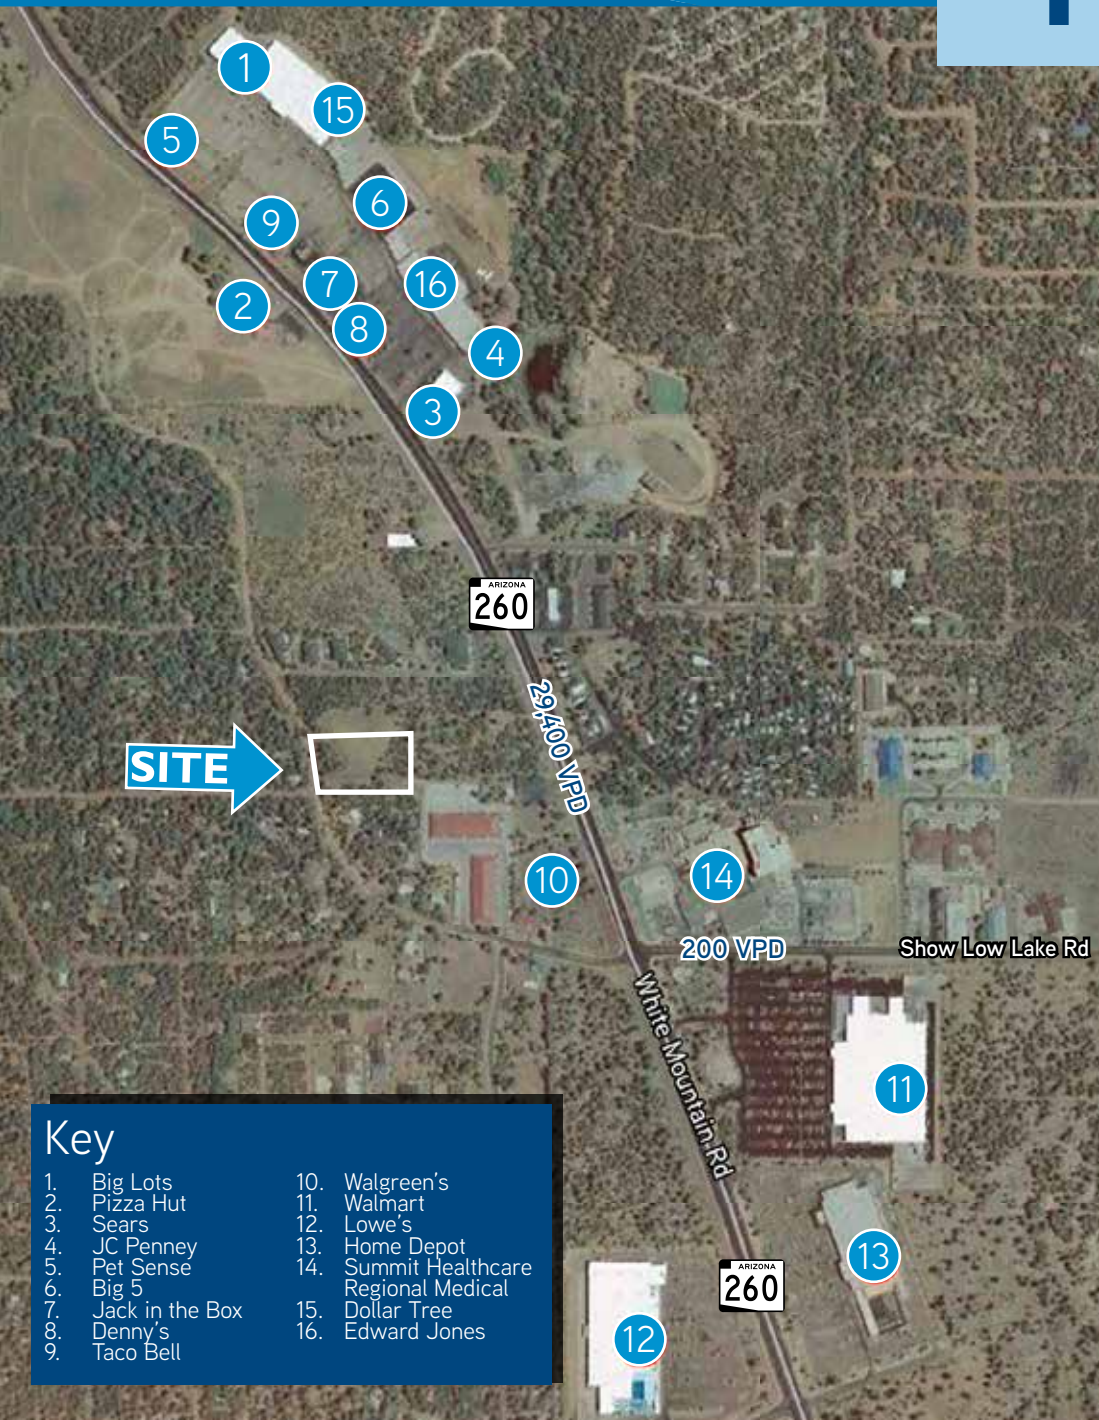 1
15
5
6
9
7
16
2
8
4
3
ARIZONA
260
29,400 VPD
SITE
10
14
200 VPD
Show Low Lake Rd
White Mountain Rd
11
13
ARIZONA
260
12
Key
1. Big Lots
2. Pizza Hut
3. Sears
4. JC Penney
5. Pet Sense
6. Big 5
7. Jack in the Box
8. Denny's
9. Taco Bell
10. Walgreen's
11. Walmart
12. Lowe's
13. Home Depot
14. Summit Healthcare
Regional Medical
15. Dollar Tree
16. Edward Jones